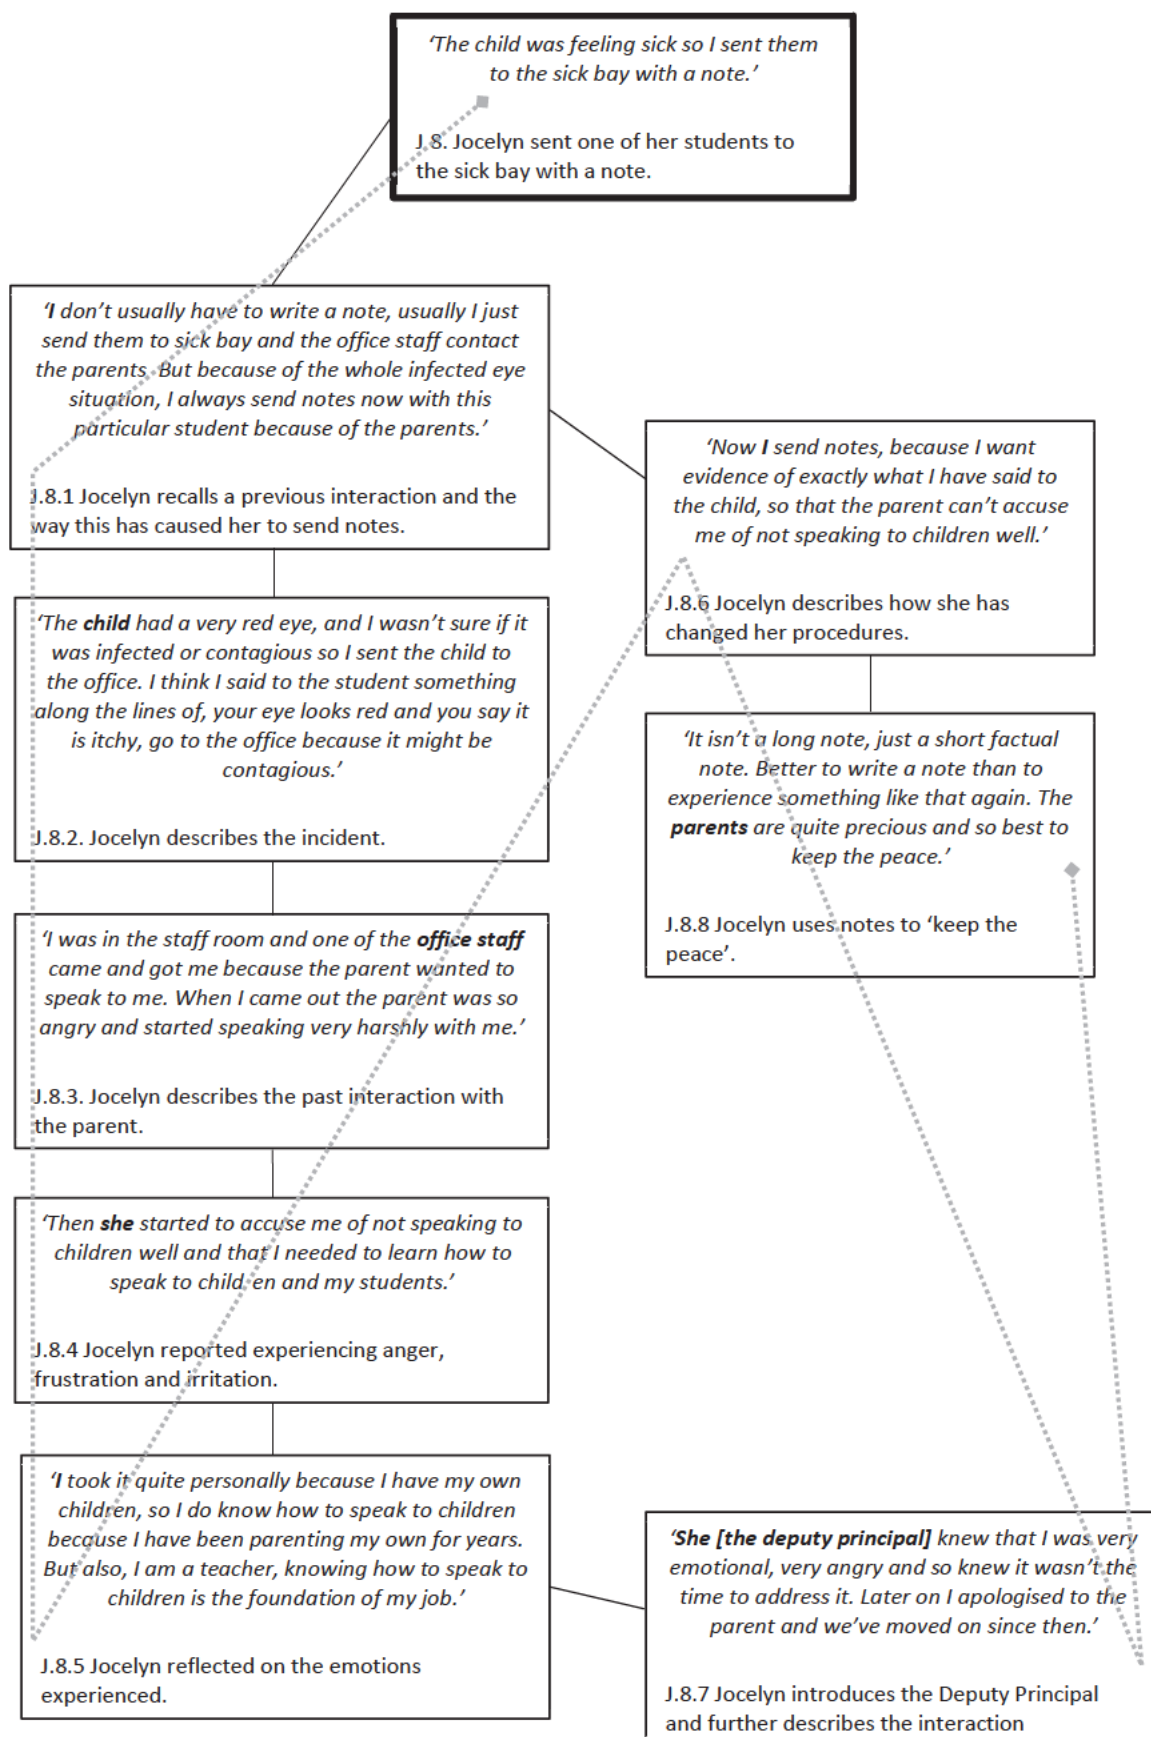 ‘The child was feeling sick so I sent them
to the sick bay with a note.’
J.8. Jocelyn sent one of her students to
the sick bay with a note.
‘I don’t usually have to write a note, usually I just
send them to sick bay and the office staff contact
the parents. But because of the whole infected eye
situation, I always send notes now with this
particular student because of the parents.’
J.8.1 Jocelyn recalls a previous interaction and the
way this has caused her to send notes.
‘The child had a very red eye, and I wasn’t sure if it
was infected or contagious so I sent the child to
the office. I think I said to the student something
along the lines of, your eye looks red and you say it
is itchy, go to the office because it might be
contagious.’
J.8.2. Jocelyn describes the incident.
‘I was in the staff room and one of the office staff
came and got me because the parent wanted to
speak to me. When I came out the parent was so
angry and started speaking very harshly with me.’
J.8.3. Jocelyn describes the past interaction with
the parent.
‘Then she started to accuse me of not speaking to
children well and that I needed to learn how to
speak to children and my students.’
J.8.4 Jocelyn reported experiencing anger,
frustration and irritation.
‘I took it quite personally because I have my own
children, so I do know how to speak to children
because I have been parenting my own for years.
But also, I am a teacher, knowing how to speak to
children is the foundation of my job.’
J.8.5 Jocelyn reflected on the emotions
experienced.
‘Now I send notes, because I want
evidence of exactly what I have said to
the child, so that the parent can’t accuse
me of not speaking to children well.’
J.8.6 Jocelyn describes how she has
changed her procedures.
‘It isn’t a long note, just a short factual
note. Better to write a note than to
experience something like that again. The
parents are quite precious and so best to
keep the peace.’
J.8.8 Jocelyn uses notes to ‘keep the
peace’.
‘She [the deputy principal] knew that I was very
emotional, very angry and so knew it wasn’t the
time to address it. Later on I apologised to the
parent and we’ve moved on since then.’
J.8.7 Jocelyn introduces the Deputy Principal
and further describes the interaction